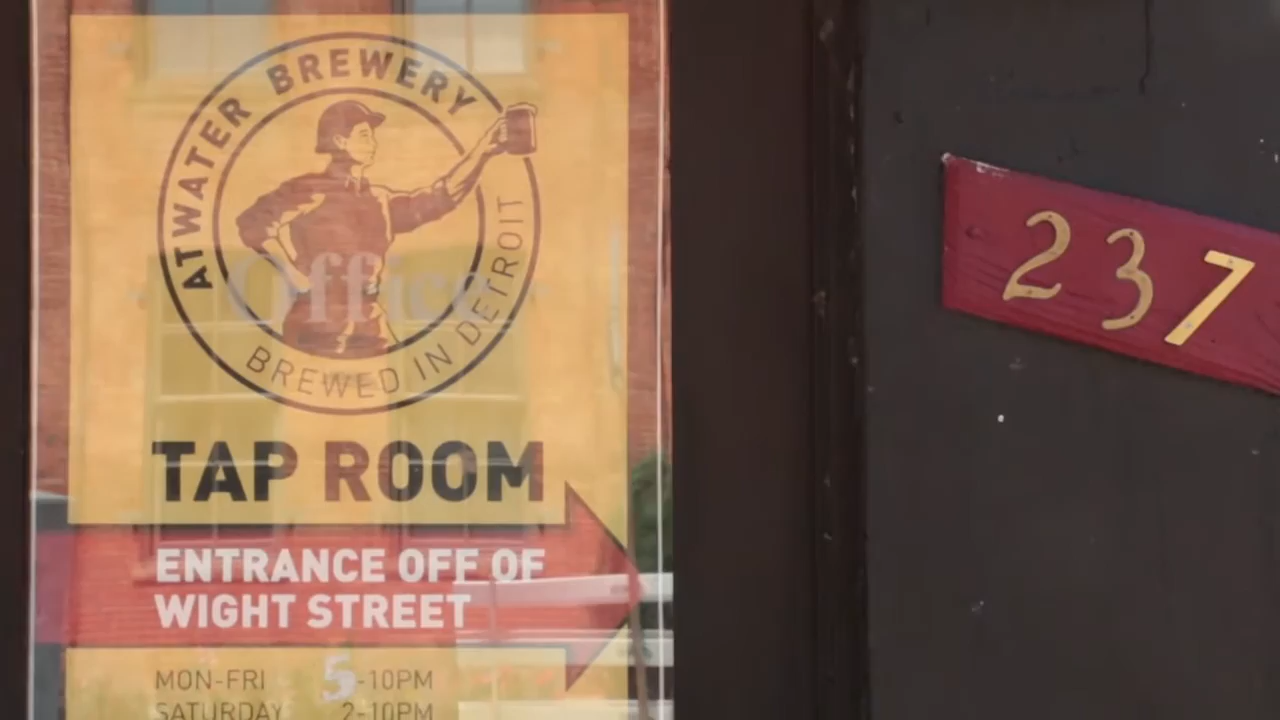 ATWATER BREWERY
BREWED IN DETROIT
Office
TAP ROOM
ENTRANCE OFF OF
WIGHT STREET
MON-FRI 5-10PM
SATURDAY 2-10PM
237